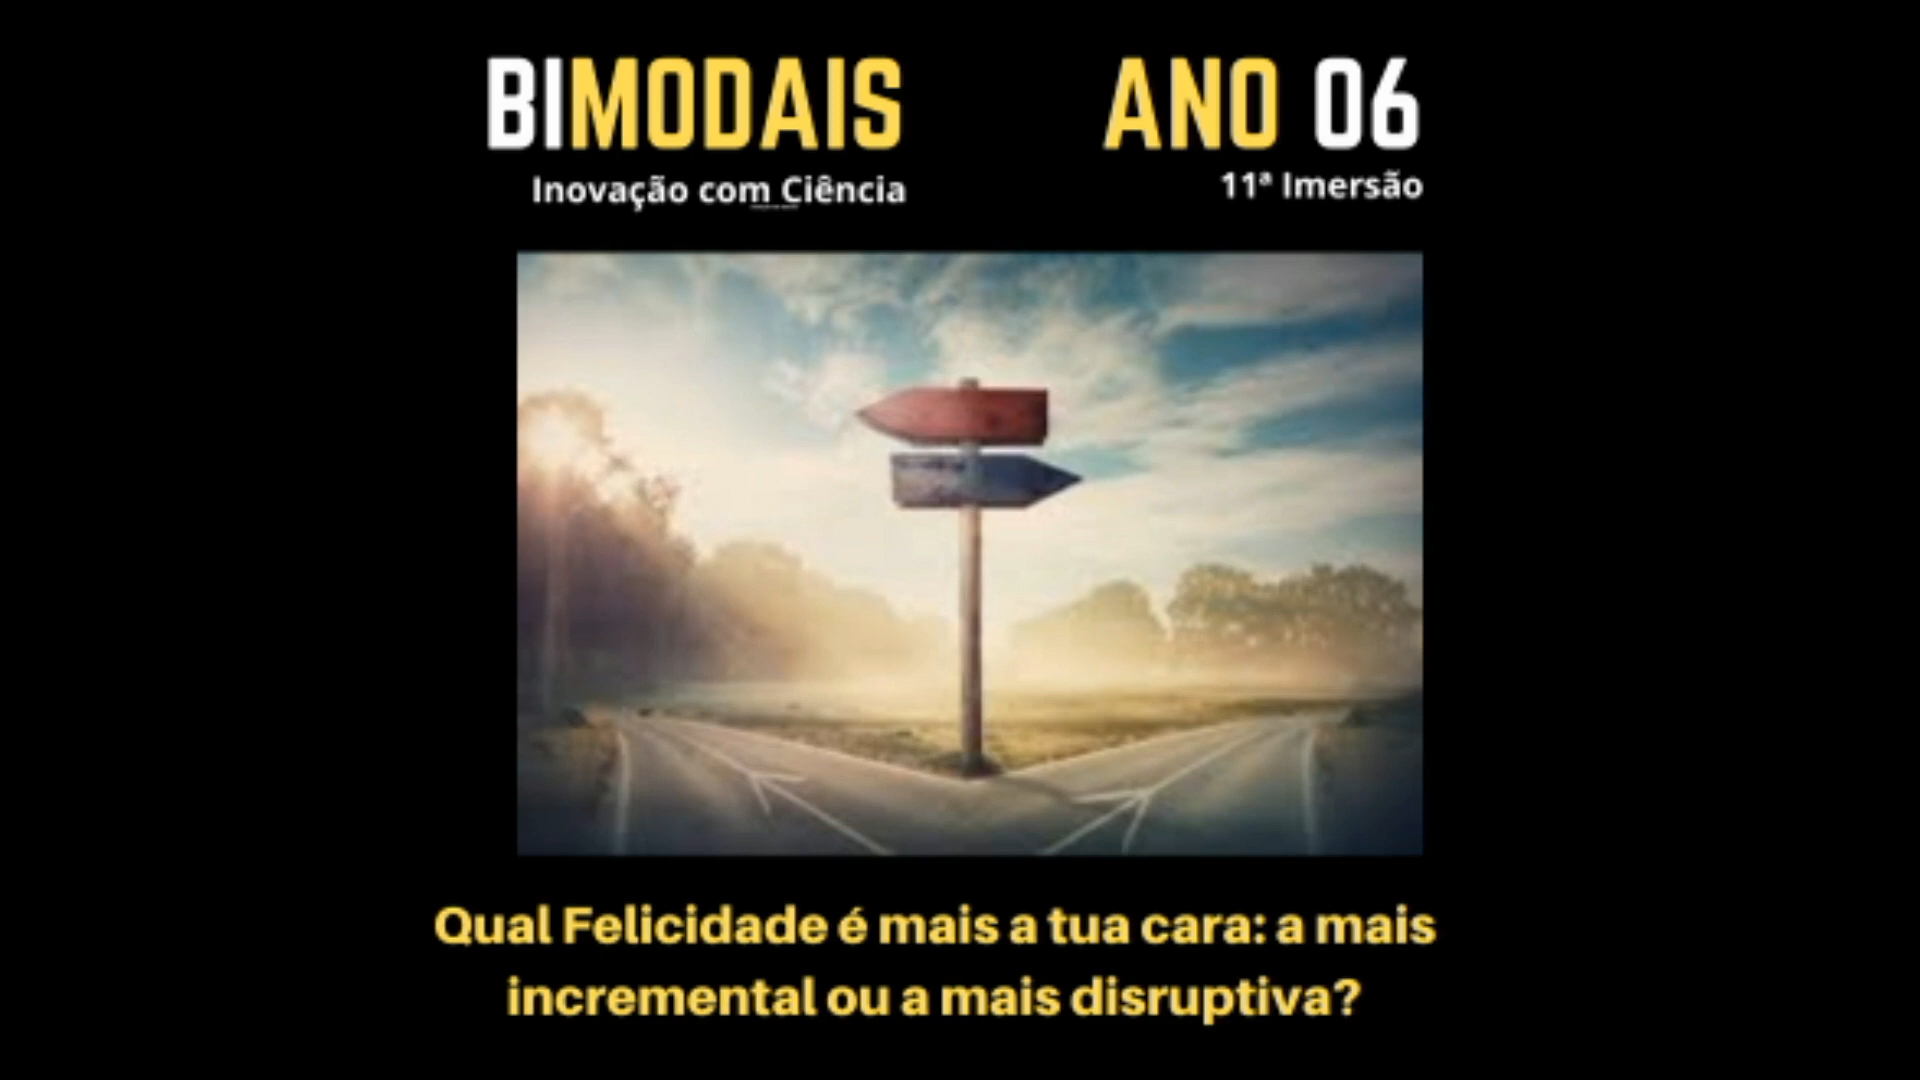 BIMODAIS
Inovação com Ciência
ANO 06
11ª Imersão
Qual Felicidade é mais a tua cara: a mais
incremental ou a mais disruptiva?